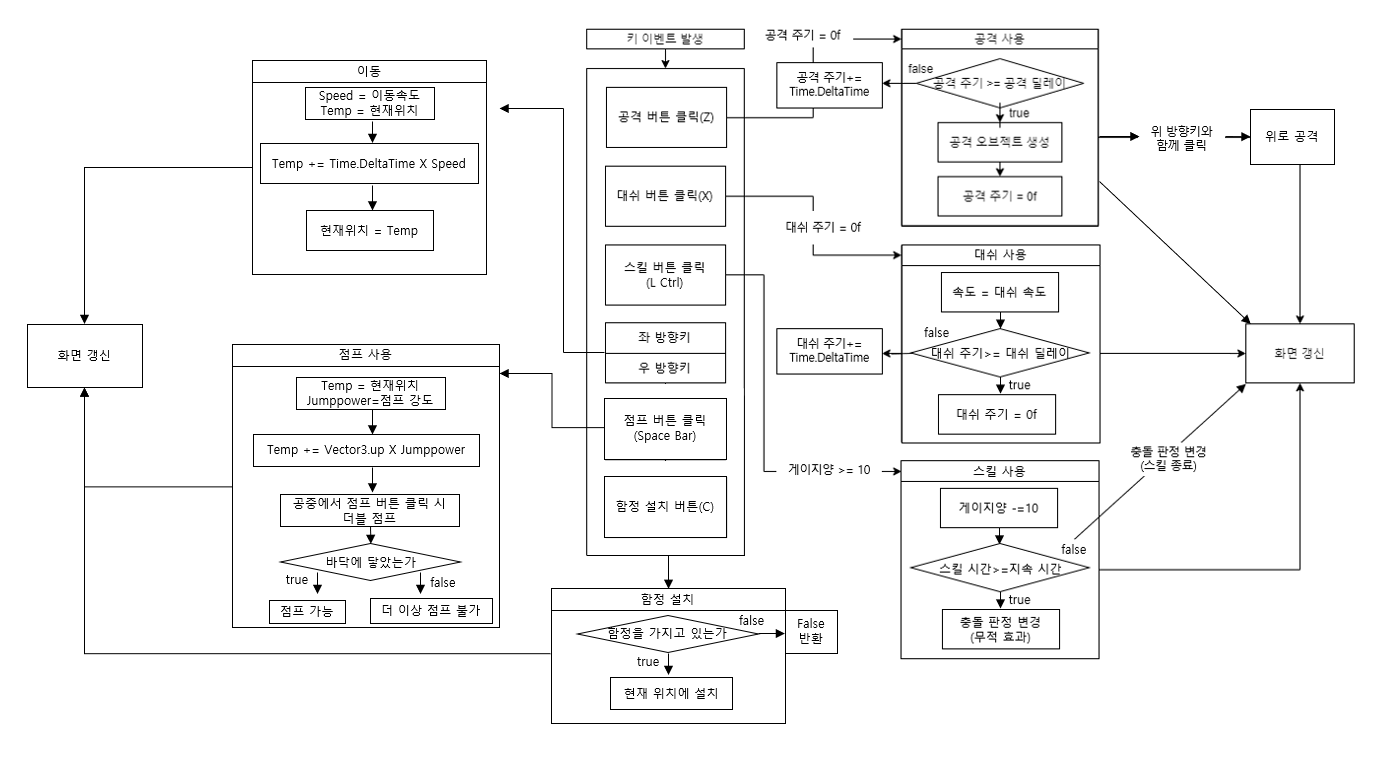 키 이벤트 발생
공격 버튼 클릭(Z)
대쉬 버튼 클릭(X)
스킬 버튼 클릭
(L Ctrl)
좌 방향키
우 방향키
점프 버튼 클릭
(Space Bar)
함정 설치 버튼(C)
이동
Speed = 이동속도
Temp = 현재위치
Temp += Time.DeltaTime X Speed
현재위치 = Temp
화면 갱신
점프 사용
Temp = 현재위치
Jumppower=점프 강도
Temp += Vector3.up X Jumppower
공중에서 점프 버튼 클릭 시
더블 점프
바닥에 닿았는가
true
false
점프 가능
더 이상 점프 불가
함정 설치
함정을 가지고 있는가
false
False
반환
true
현재 위치에 설치
공격 주기 = 0f
공격 주기+=
Time.DeltaTime
공격 사용
false
공격 주기 >= 공격 딜레이
true
공격 오브젝트 생성
공격 주기 = 0f
위 방향키와
함께 클릭
위로 공격
대쉬 주기 = 0f
대쉬 사용
속도 = 대쉬 속도
false
대쉬 주기>= 대쉬 딜레이
대쉬 주기+=
Time.DeltaTime
true
대쉬 주기 = 0f
화면 갱신
게이지양 >= 10
스킬 사용
게이지양 -=10
false
스킬 시간>=지속 시간
true
충돌 판정 변경
(무적 효과)
충돌 판정 변경
(스킬 종료)